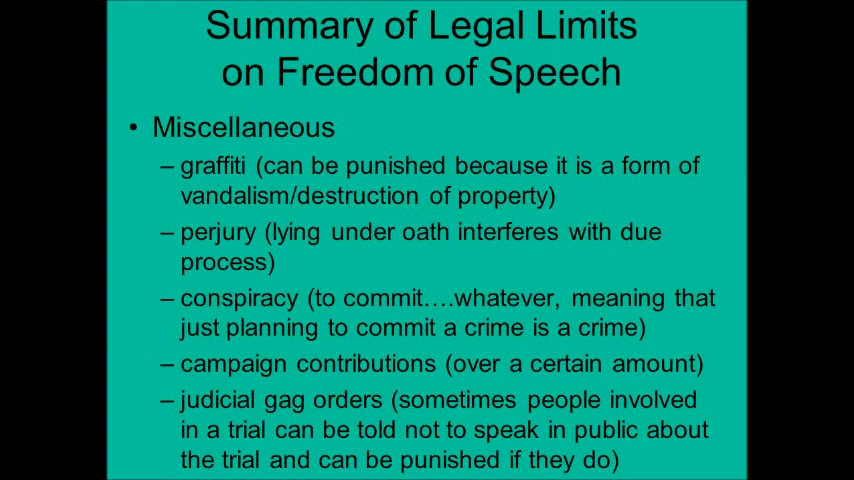 Summary of Legal Limits
on Freedom of Speech
• Miscellaneous
– graffiti (can be punished because it is a form of
vandalism/destruction of property)
– perjury (lying under oath interferes with due
process)
– conspiracy (to commit….whatever, meaning that
just planning to commit a crime is a crime)
– campaign contributions (over a certain amount)
– judicial gag orders (sometimes people involved
in a trial can be told not to speak in public about
the trial and can be punished if they do)